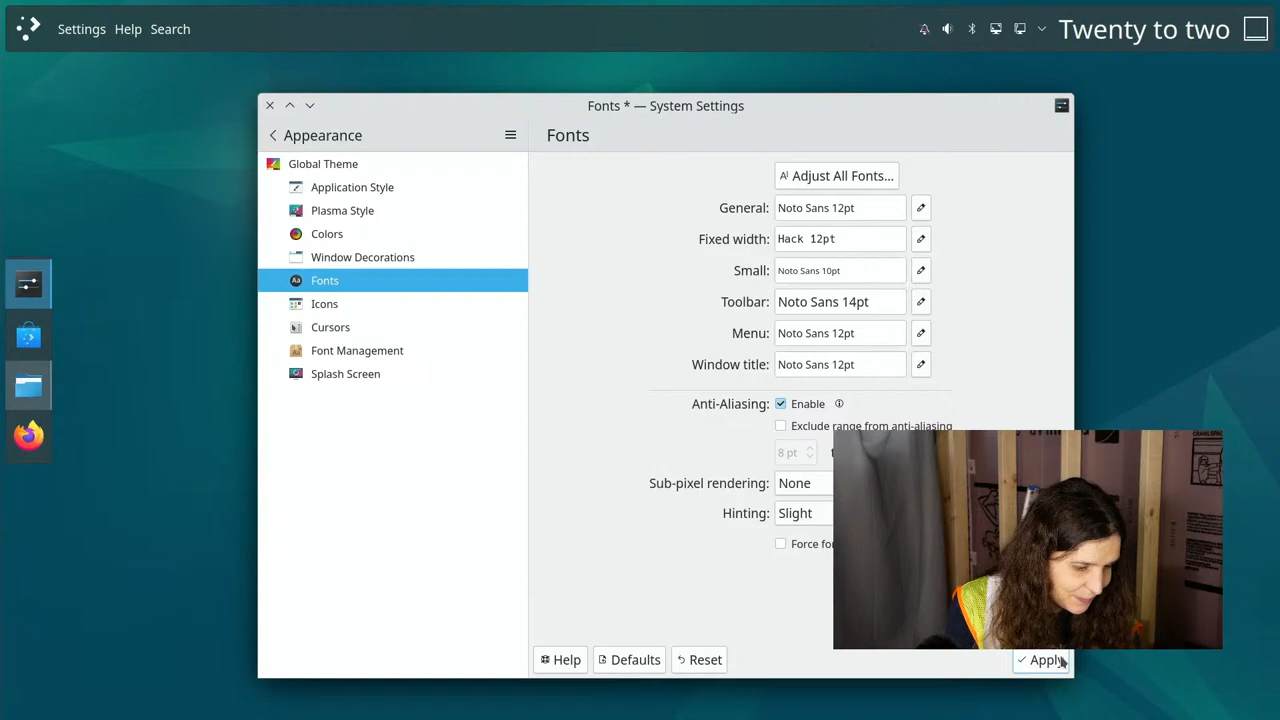 Settings Help Search
Twenty to two
Fonts * — System Settings
Appearance
Fonts
Global Theme
Application Style
Plasma Style
Colors
Window Decorations
Fonts
Icons
Cursors
Font Management
Splash Screen
Adjust All Fonts...
General: Noto Sans 12pt
Fixed width: Hack 12pt
Small: Noto Sans 10pt
Toolbar: Noto Sans 14pt
Menu: Noto Sans 12pt
Window title: Noto Sans 12pt
Anti-Aliasing: Enable
Exclude range from anti-aliasing
8 pt
Sub-pixel rendering: None
Hinting: Slight
Force fo
Help Defaults Reset Apply